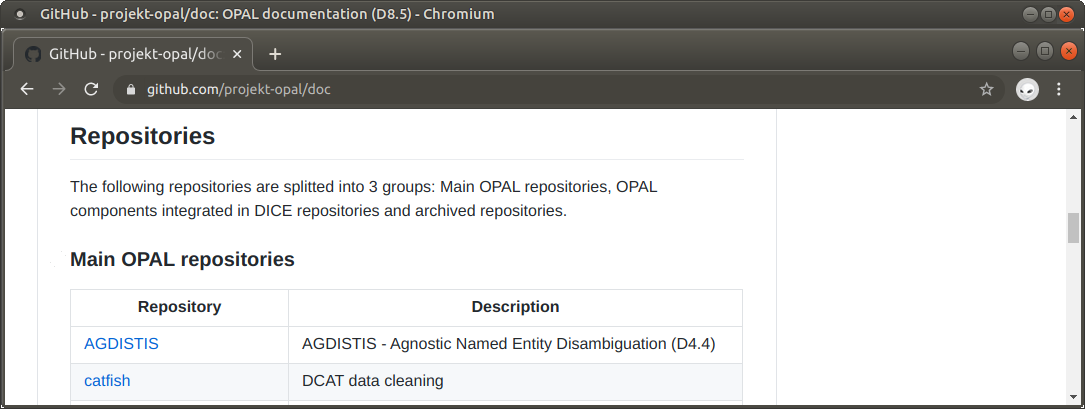 GitHub - projekt-opal/doc: OPAL documentation (D8.5) - Chromium
GitHub - projekt-opal/doc
github.com/projekt-opal/doc
Repositories
The following repositories are splitted into 3 groups: Main OPAL repositories, OPAL
components integrated in DICE repositories and archived repositories.
Main OPAL repositories
Repository Description
AGDISTIS AGDISTIS - Agnostic Named Entity Disambiguation (D4.4)
catfish DCAT data cleaning